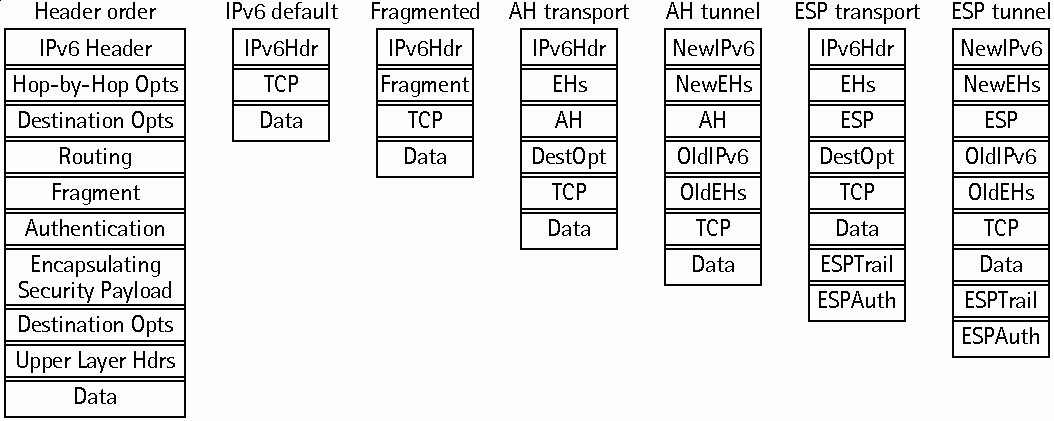 Header order
IPv6 Header
Hop-by-Hop Opts
Destination Opts
Routing
Fragment
Authentication
Encapsulating
Security Payload
Destination Opts
Upper Layer Hdrs
Data
IPv6 default
IPv6Hdr
TCP
Data
Fragmented
IPv6Hdr
Fragment
TCP
Data
AH transport
IPv6Hdr
EHs
AH
DestOpt
TCP
Data
AH tunnel
NewIPv6
NewEHs
AH
OldIPv6
OldEHs
TCP
Data
ESP transport
IPv6Hdr
EHs
ESP
DestOpt
TCP
Data
ESPTrail
ESPAuth
ESP tunnel
NewIPv6
NewEHs
ESP
OldIPv6
OldEHs
TCP
Data
ESPTrail
ESPAuth